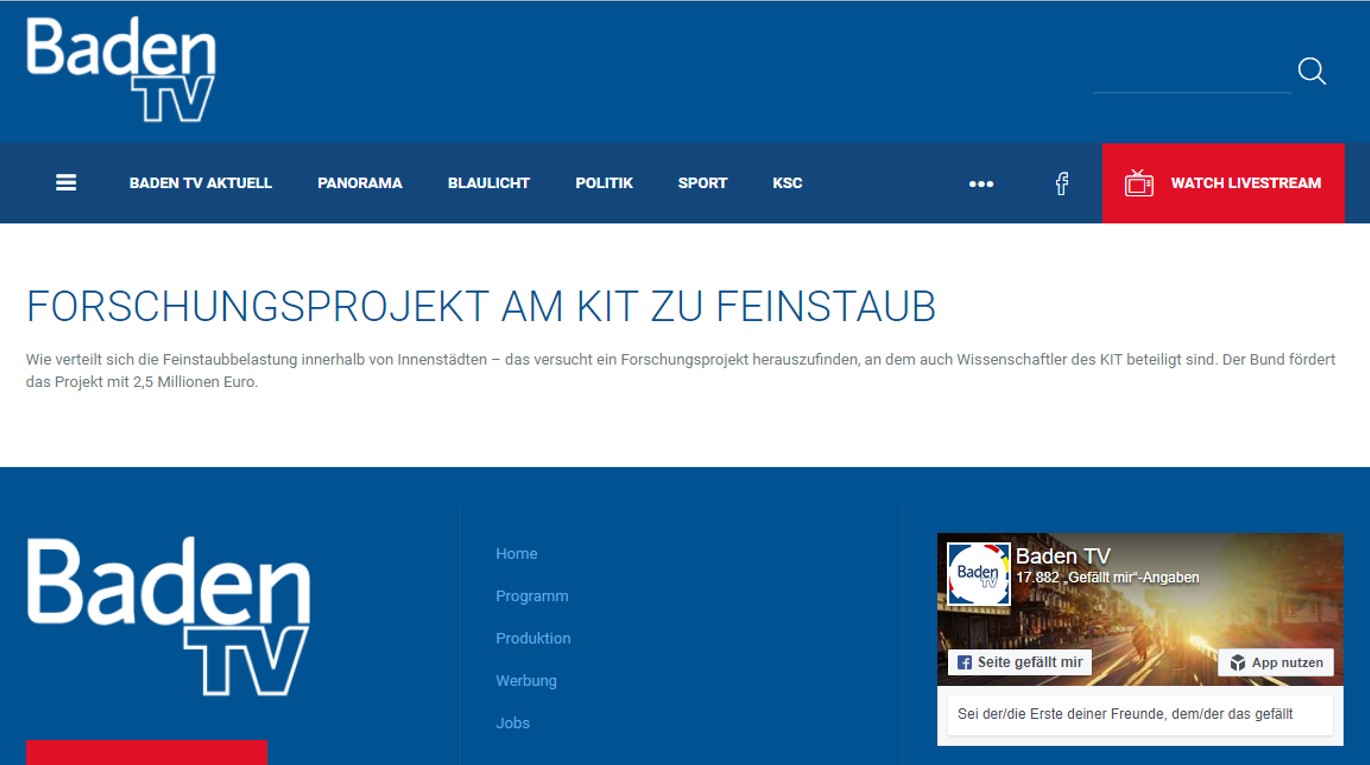 Baden
TV
BADEN TV AKTUELL PANORAMA BLAULICHT POLITIK SPORT KSC ••• f WATCH LIVESTREAM
FORSCHUNGSPROJEKT AM KIT ZU FEINSTAUB
Wie verteilt sich die Feinstaubbelastung innerhalb von Innenstädten – das versucht ein Forschungsprojekt herauszufinden, an dem auch Wissenschaftler des KIT beteiligt sind. Der Bund fördert
das Projekt mit 2,5 Millionen Euro.
Baden
TV
Home
Programm
Produktion
Werbung
Jobs
Baden
TV
Baden TV
17.882 „Gefällt mir“-Angaben
f Seite gefällt mir App nutzen
Sei der/die Erste deiner Freunde, dem/der das gefällt